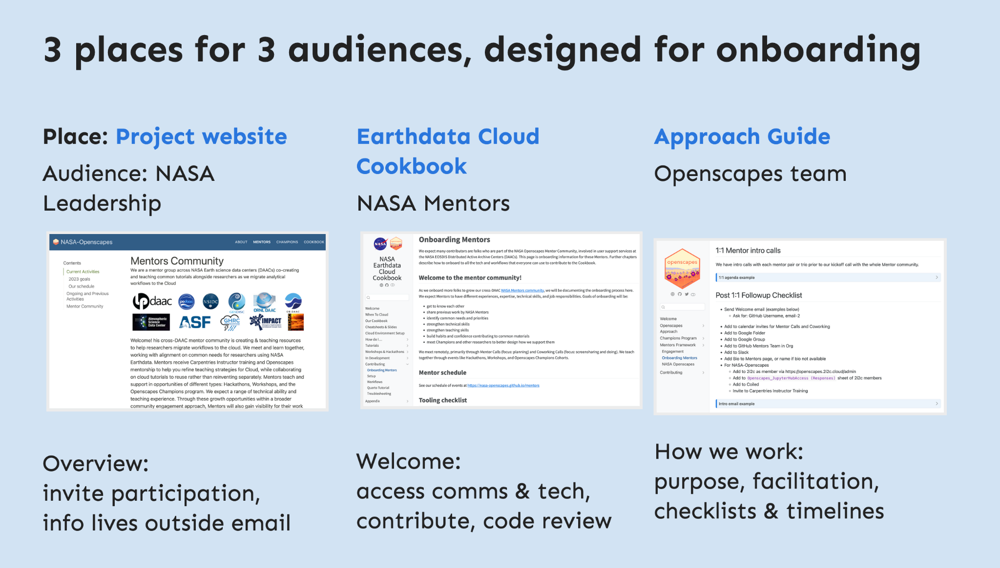 3 places for 3 audiences, designed for onboarding
Place: Project website
Audience: NASA
Leadership
NASA-Openscapes
ABOUT MENTORS CHAMPIONS COOKBOOK
Contents
Current Activities
2023 goals
Our schedule
Ongoing and Previous
Activities
Mentor Community
Mentors Community
We are a mentor group across NASA Earth science data centers (DAACs) co-creating
and teaching common tutorials alongside researchers as we migrate analytical
workflows to the Cloud
lpdaac
podaac
NSIDC
GESDISC
ORNL DAAC
OB.DAAC
Atmospheric
Science
Data Center
ASF
GHRC
IMPACT
Welcome! his cross-DAAC mentor community is creating & teaching resources
to help researchers migrate workflows to the cloud. We meet and learn together,
working with alignment on common needs for researchers using NASA
Earthdata. Mentors receive Carpentries Instructor training and Openscapes
mentorship to help you refine teaching strategies for Cloud, while collaborating
on cloud tutorials to reuse rather than reinventing separately. Mentors teach and
support in opportunities of different types: Hackathons, Workshops, and the
Openscapes Champions program. We expect a range of technical ability and
teaching experience. Through these growth opportunities within a broader
community engagement approach, Mentors will also gain visibility for their work
Overview:
invite participation,
info lives outside email
Earthdata Cloud
Cookbook
NASA Mentors
NASA
openscapes
NASA
Earthdata
Cloud
Cookbook
Welcome
When To Cloud
Our Cookbook
Cheatsheets & Slides
Cloud Environment Setup
How do I...
Tutorials
Workshops & Hackathons
In Development
Contributing
Onboarding Mentors
Setup
Workflows
Quarto Tutorial
Troubleshooting
Appendix
Onboarding Mentors
We expect many contributors are folks who are part of the NASA Openscapes Mentor Community, involved in user support services at
the NASA EOSDIS Distributed Active Archive Centers (DAACs). This page is onboarding information for these Mentors. Further chapters
describe how to onboard to all the tech and workflows that everyone can use to contribute to the Cookbook.
Welcome to the mentor community!
As we onboard more folks to grow our cross-DAAC NASA Mentors community, we will be documenting the onboarding process here.
We expect Mentors to have different experiences, expertise, technical skills, and job responsibilities. Goals of onboarding will be:
• get to know each other
• share previous work by NASA Mentors
• identify common needs and priorities
• strengthen technical skills
• strengthen teaching skills
• build habits and confidence contributing to common materials
• meet Champions and other researchers to better design how we support them
We meet remotely, primarily through Mentor Calls (focus: planning) and Coworking Calls (focus: screensharing and doing). We teach
together through events like Hackathons, Workshops, and Openscapes Champions Cohorts.
Mentor schedule
See our schedule of events at https://nasa-openscapes.github.io/mentors
Tooling checklist
Welcome:
access comms & tech,
contribute, code review
Approach Guide
Openscapes team
openscapes
Welcome
Openscapes
Approach
Champions Program
Mentors Framework
Engagement
Onboarding Mentors
NASA Openscapes
Contributing
1:1 Mentor intro calls
We have intro calls with each mentor pair or trio prior to our kickoff call with the whole Mentor community.
1:1 agenda example
Post 1:1 Followup Checklist
• Send Welcome email (examples below)
◦ Ask for: GitHub Username, email-2
• Add to calendar invites for Mentor Calls and Coworking
• Add to Google Folder
• Add to Google Group
• Add to GitHub Mentors Team in Org
• Add to Slack
• Add Bio to Mentors page, or name if bio not available
• For NASA-Openscapes
◦ Add to 2i2c as member via https://openscapes.2i2c.cloud/admin
◦ Add to Openscapes_JupyterHubAccess (Responses) sheet of 2i2c members
◦ Add to Coiled
◦ Invite to Carpentries Instructor Training
Intro email example
How we work:
purpose, facilitation,
checklists & timelines